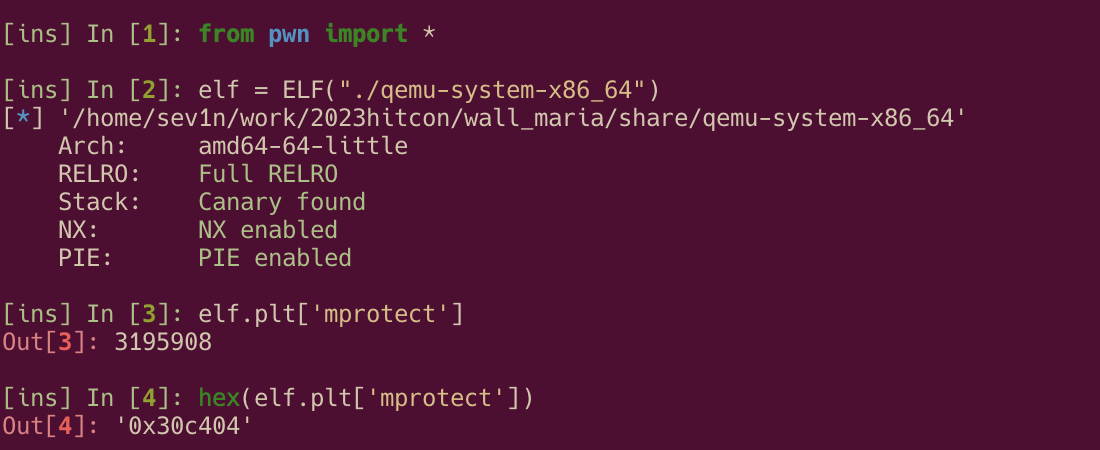 [ins] In [1]: from pwn import *
[ins] In [2]: elf = ELF("./qemu-system-x86_64")
[*] '/home/sev1n/work/2023hitcon/wall_maria/share/qemu-system-x86_64'
    Arch:     amd64-64-little
    RELRO:    Full RELRO
    Stack:    Canary found
    NX:       NX enabled
    PIE:      PIE enabled
[ins] In [3]: elf.plt['mprotect']
Out[3]: 3195908
[ins] In [4]: hex(elf.plt['mprotect'])
Out[4]: '0x30c404'